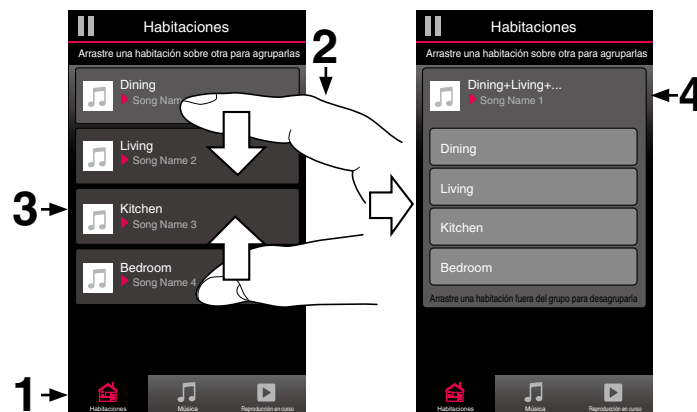 Habitaciones
Arrastre una habitación sobre otra para agruparlas
2
Dining
Song Nam
Living
Song Name 2
3
Kitchen
Song Name 3
Bedroom
Song Name 4
1
Habitaciones
Música
Reproducción en curso
Habitaciones
Arrastre una habitación sobre otra para agruparlas
Dining+Living+...
Song Name 1
4
Dining
Living
Kitchen
Bedroom
Arrastre una habitación fuera del grupo para desagruparla
Habitaciones
Música
Reproducción en curso